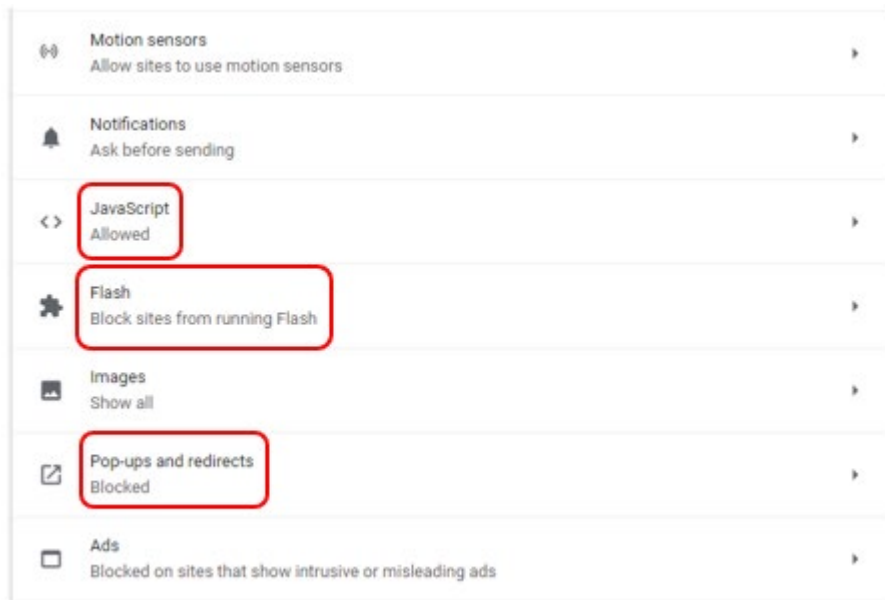 Motion sensors
Allow sites to use motion sensors
Notifications
Ask before sending
JavaScript
Allowed
Flash
Block sites from running Flash
Images
Show all
Pop-ups and redirects
Blocked
Ads
Blocked on sites that show intrusive or misleading ads